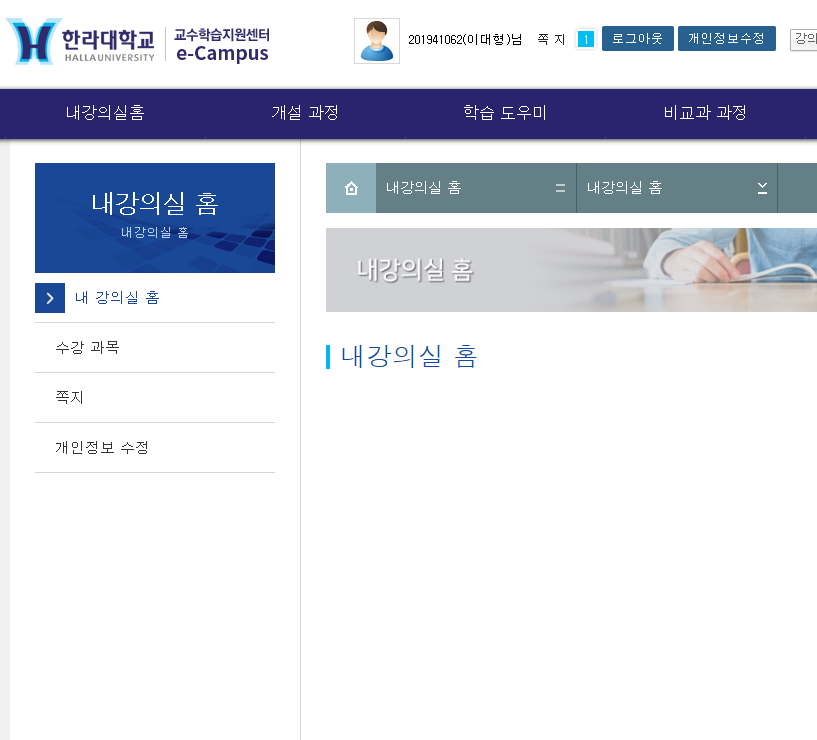 한라대학교
HALLA UNIVERSITY
교수학습지원센터
e-Campus
201941062(이대형)님 쪽 지 1 로그아웃 개인정보수정 강의
내강의실홈 개설 과정 학습 도우미 비교과 과정
내강의실 홈
내강의실 홈
내 강의실 홈
수강 과목
쪽지
개인정보 수정
내강의실 홈 내강의실 홈
내강의실 홈
내강의실 홈